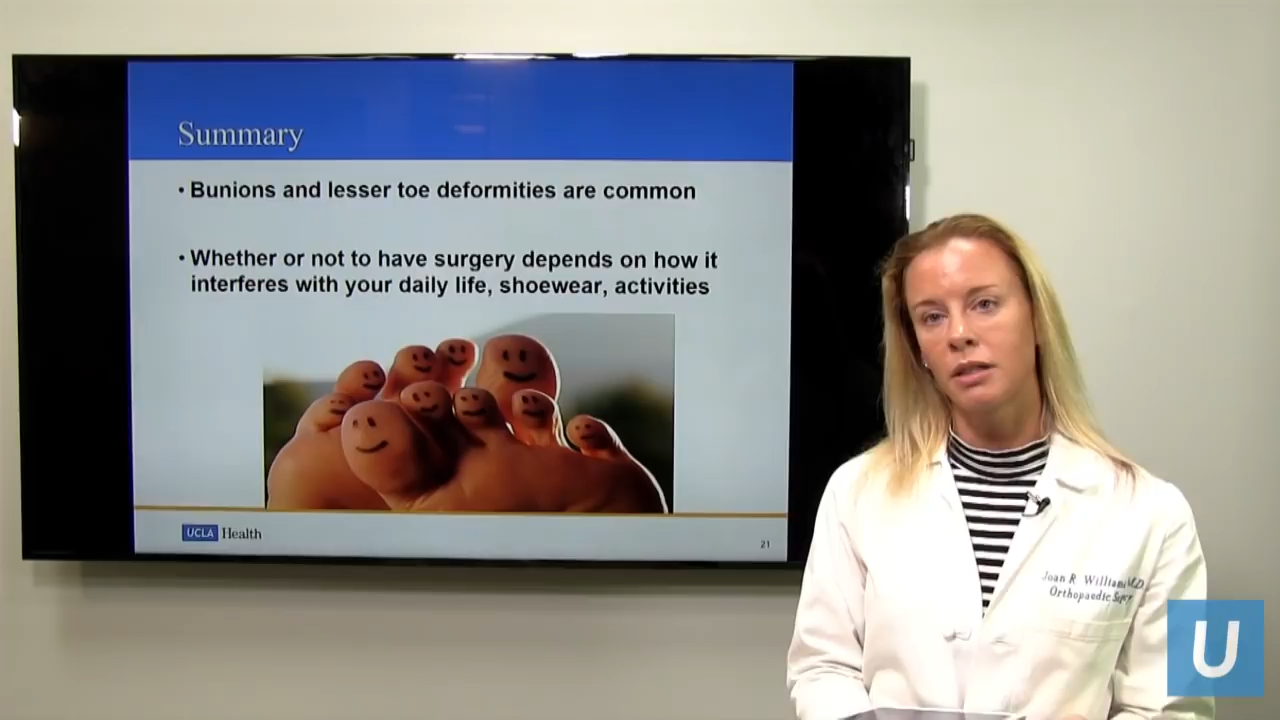 Summary
• Bunions and lesser toe deformities are common
• Whether or not to have surgery depends on how it
interferes with your daily life, shoewear, activities
UCLA Health
21
Joan R Williams M.D.
Orthopaedic Surgery
U